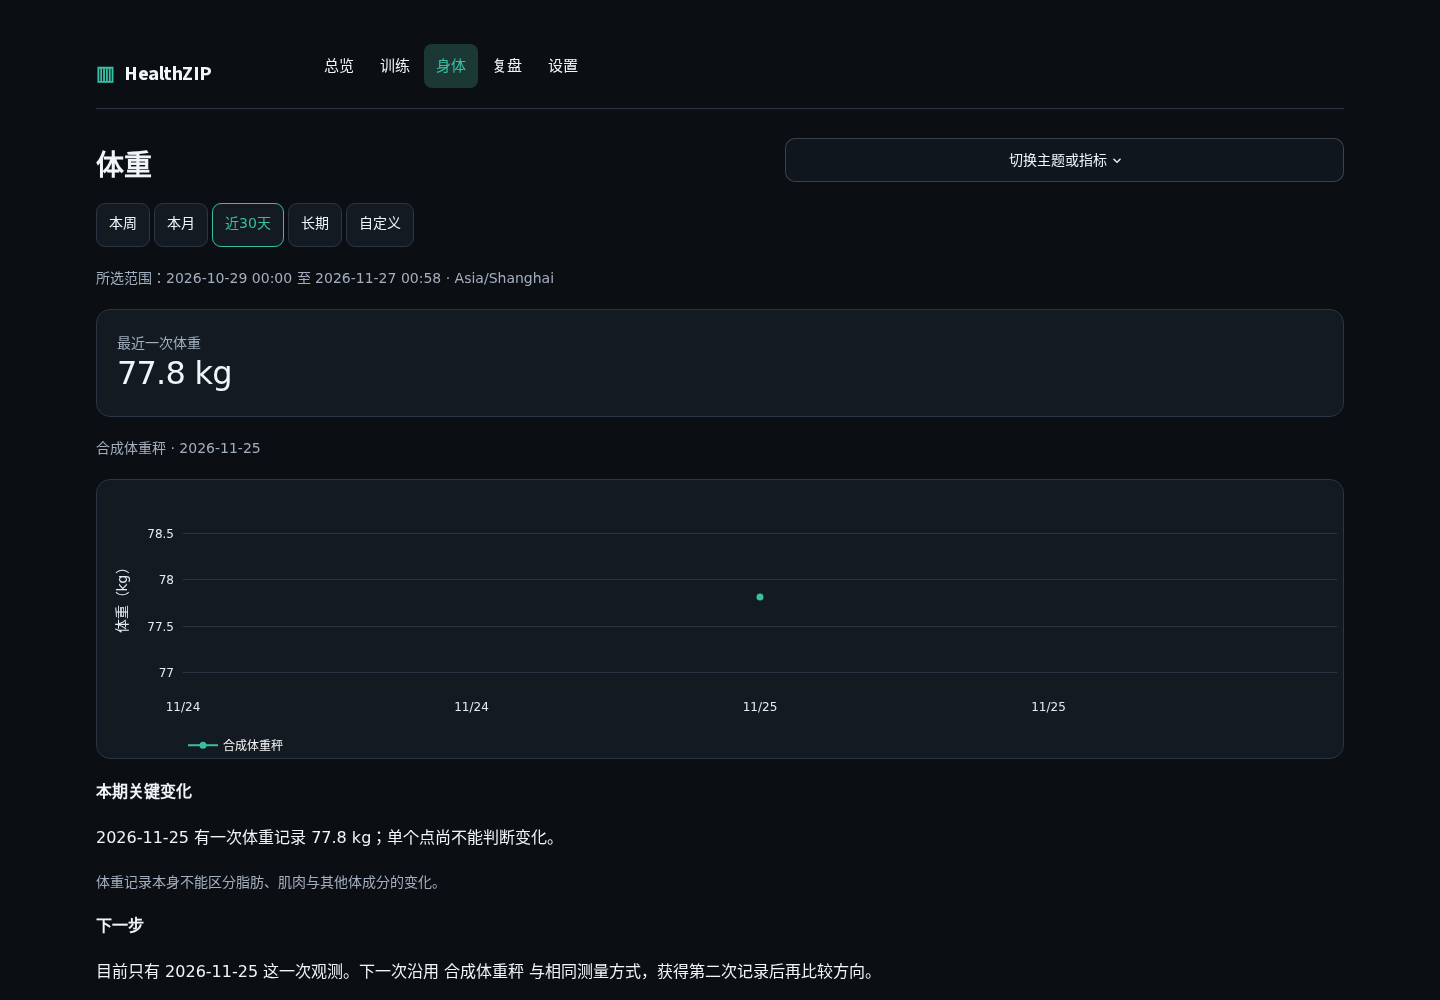 HealthZIP
总览 训练 身体 复盘 设置
体重
切换主题或指标
本周 本月 近30天 长期 自定义
所选范围：2026-10-29 00:00 至 2026-11-27 00:58 · Asia/Shanghai
最近一次体重
77.8 kg
合成体重秤 · 2026-11-25
体重（kg）
78.5
78
77.5
77
11/24 11/24 11/25 11/25
合成体重秤
本期关键变化
2026-11-25 有一次体重记录 77.8 kg；单个点尚不能判断变化。
体重记录本身不能区分脂肪、肌肉与其他体成分的变化。
下一步
目前只有 2026-11-25 这一次观测。下一次沿用 合成体重秤 与相同测量方式，获得第二次记录后再比较方向。